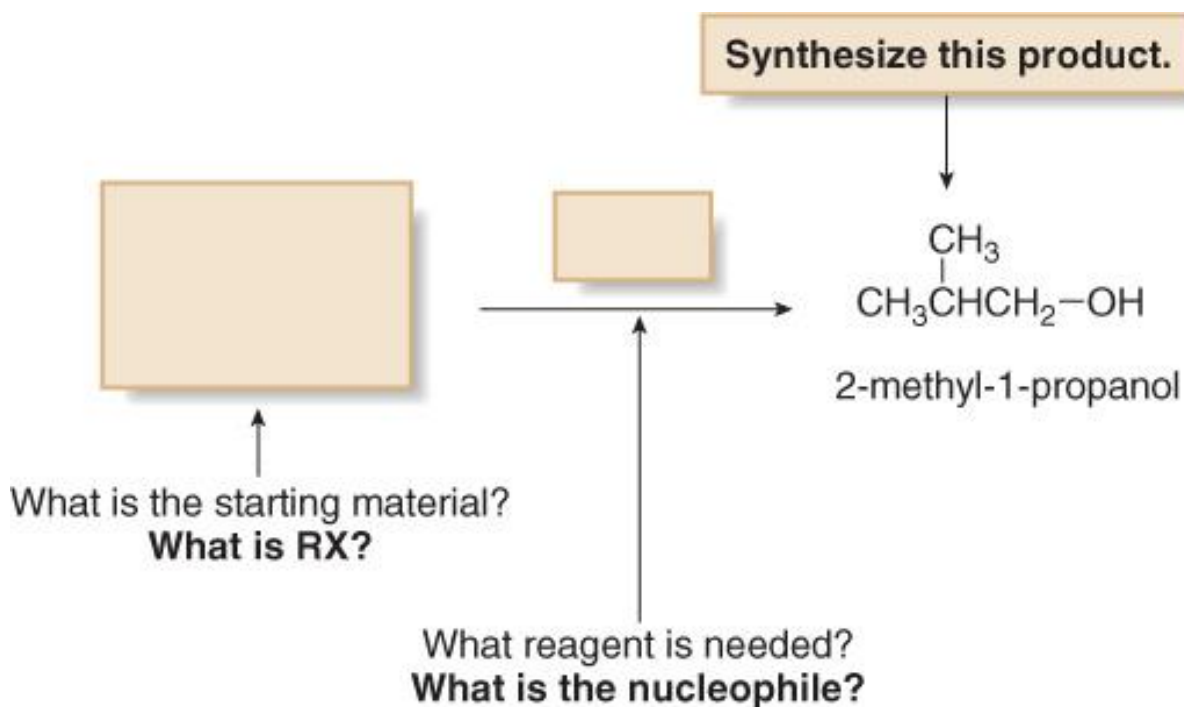 Synthesize this product.
CH₃
CH₃CHCH₂–OH
2-methyl-1-propanol
What is the starting material?
What is RX?
What reagent is needed?
What is the nucleophile?